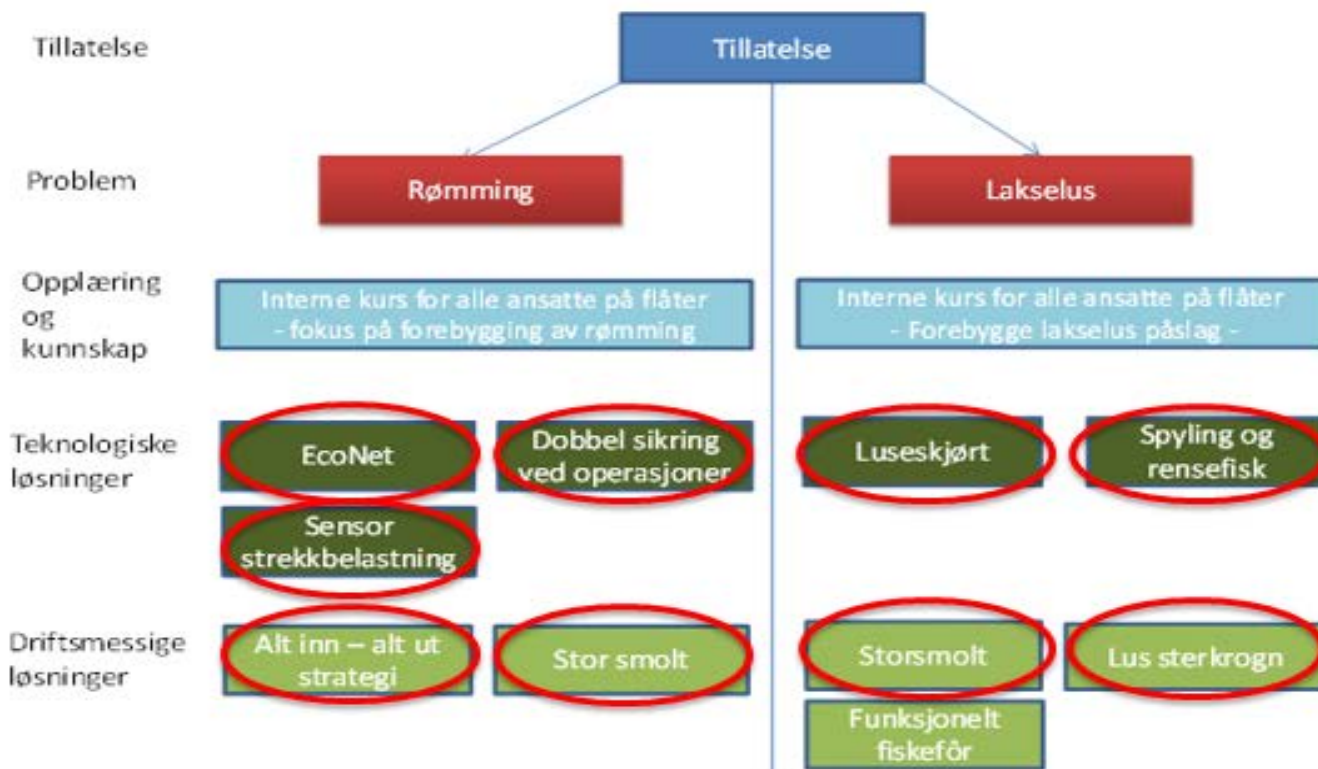 Tillatelse
Tillatelse
Problem
Rømming
Lakselus
Opplæring
og
kunnskap
Interne kurs for alle ansatte på flåter
- fokus på forebygging av rømming
Interne kurs for alle ansatte på flåter
- Forebygge lakselus påslag -
Teknologiske
løsninger
EcoNet
Dobbel sikring
ved operasjoner
Luseskjørt
Spyling og
rensefisk
Sensor
strekkbelastning
Driftsmessige
løsninger
Alt inn – alt ut
strategi
Stor smolt
Storsmolt
Lus sterkrogn
Funksjonelt
fiskefôr